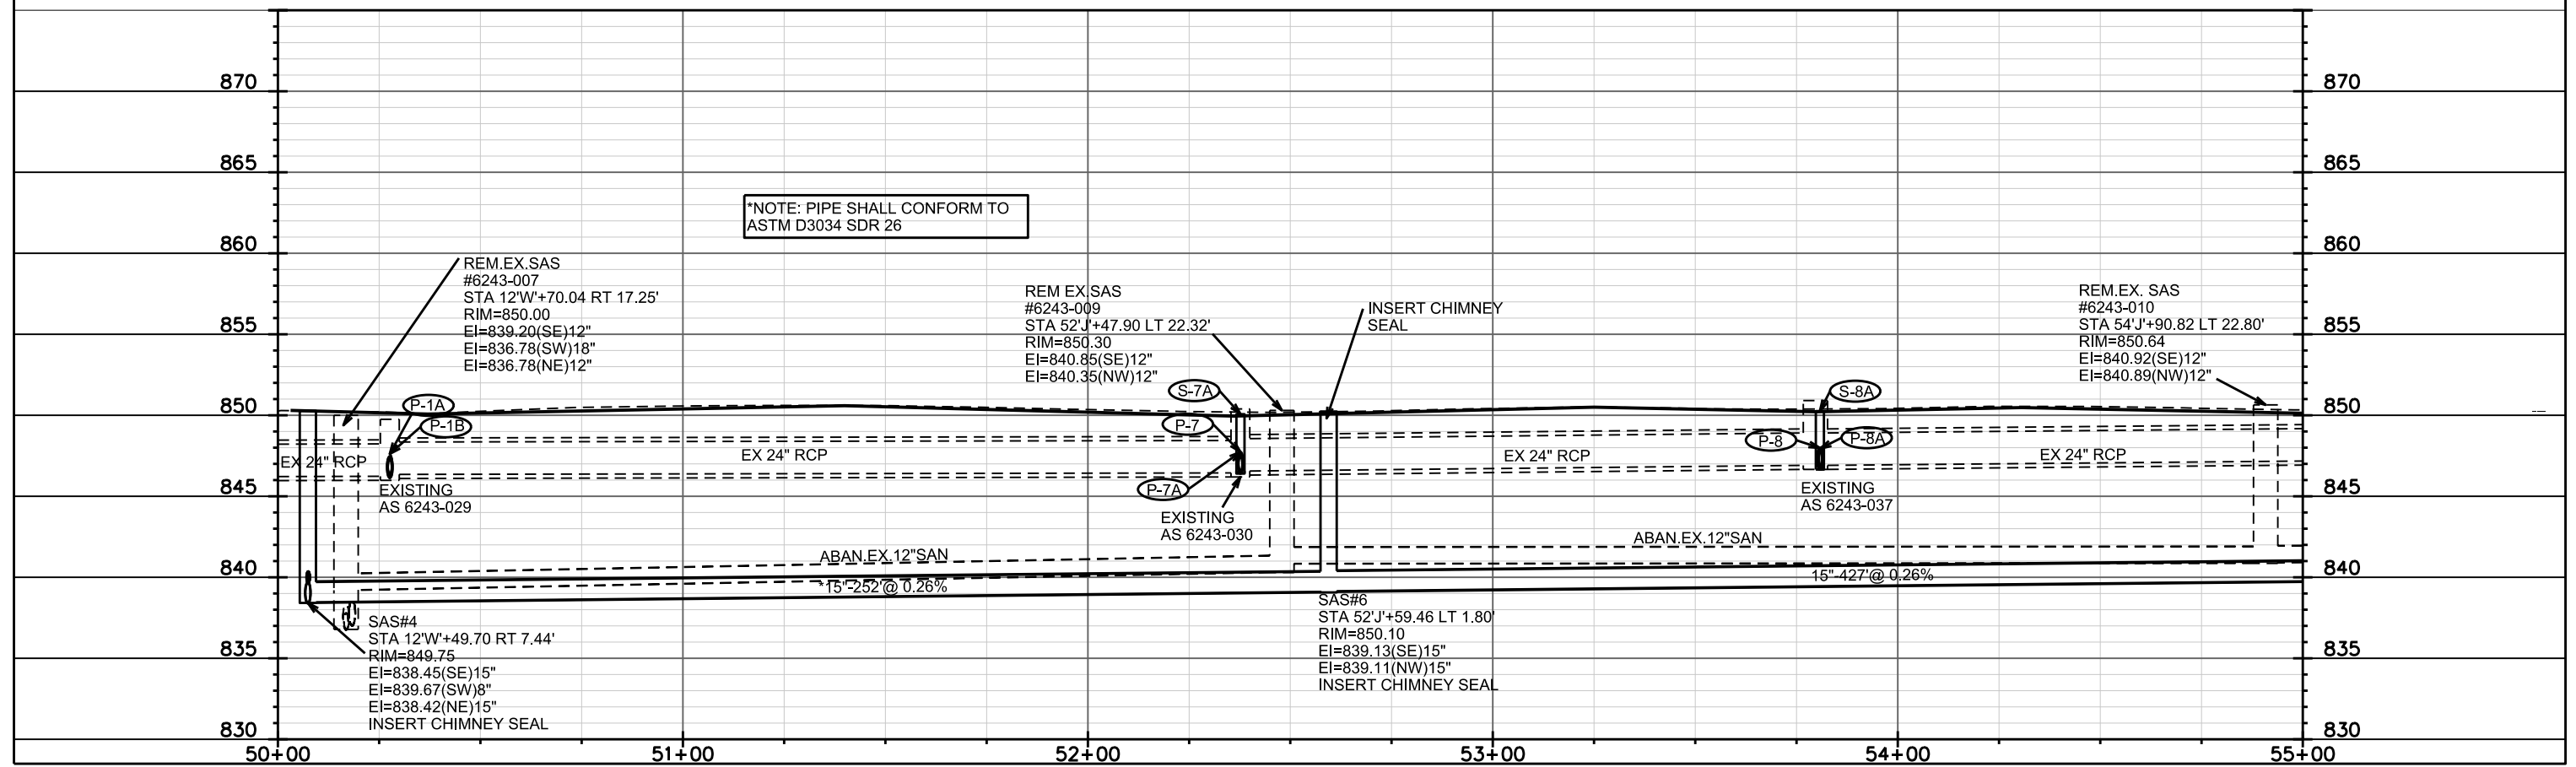 870
870
865
865
*NOTE: PIPE SHALL CONFORM TO
ASTM D3034 SDR 26
860
860
REM.EX.SAS
#6243-007
STA 12'W'+70.04 RT 17.25'
RIM=850.00
EI=839.20(SE)12"
EI=836.78(SW)18"
EI=836.78(NE)12"
REM EX.SAS
#6243-009
STA 52'J'+47.90 LT 22.32'
RIM=850.30
EI=840.85(SE)12"
EI=840.35(NW)12"
INSERT CHIMNEY
SEAL
REM.EX. SAS
#6243-010
STA 54'J'+90.82 LT 22.80'
RIM=850.64
EI=840.92(SE)12"
EI=840.89(NW)12"
855
855
850
850
P-1A
P-1B
S-7A
P-7
P-7A
S-8A
P-8
P-8A
EX 24" RCP
EX 24" RCP
EX 24" RCP
EX 24" RCP
845
845
EXISTING
AS 6243-029
EXISTING
AS 6243-030
EXISTING
AS 6243-037
ABAN.EX.12"SAN
ABAN.EX.12"SAN
840
840
*15"-252'@ 0.26%
15"-427'@ 0.26%
SAS#4
STA 12'W'+49.70 RT 7.44'
RIM=849.75
EI=838.45(SE)15"
EI=839.67(SW)8"
EI=838.42(NE)15"
INSERT CHIMNEY SEAL
SAS#6
STA 52'J'+59.46 LT 1.80'
RIM=850.10
EI=839.13(SE)15"
EI=839.11(NW)15"
INSERT CHIMNEY SEAL
835
835
830
830
50+00
51+00
52+00
53+00
54+00
55+00